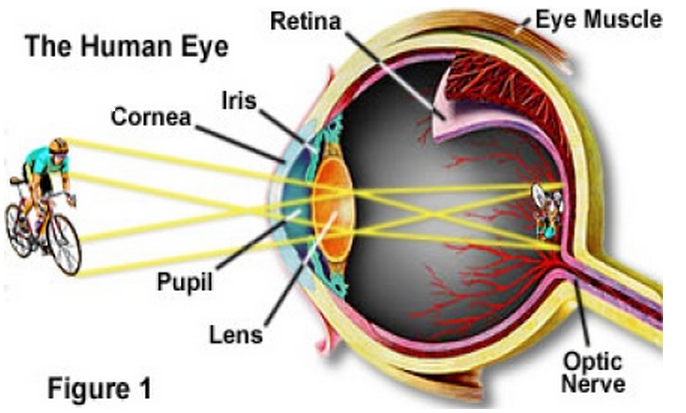 The Human Eye
Retina
Eye Muscle
Iris
Cornea
Pupil
Lens
Optic
Nerve
Figure 1